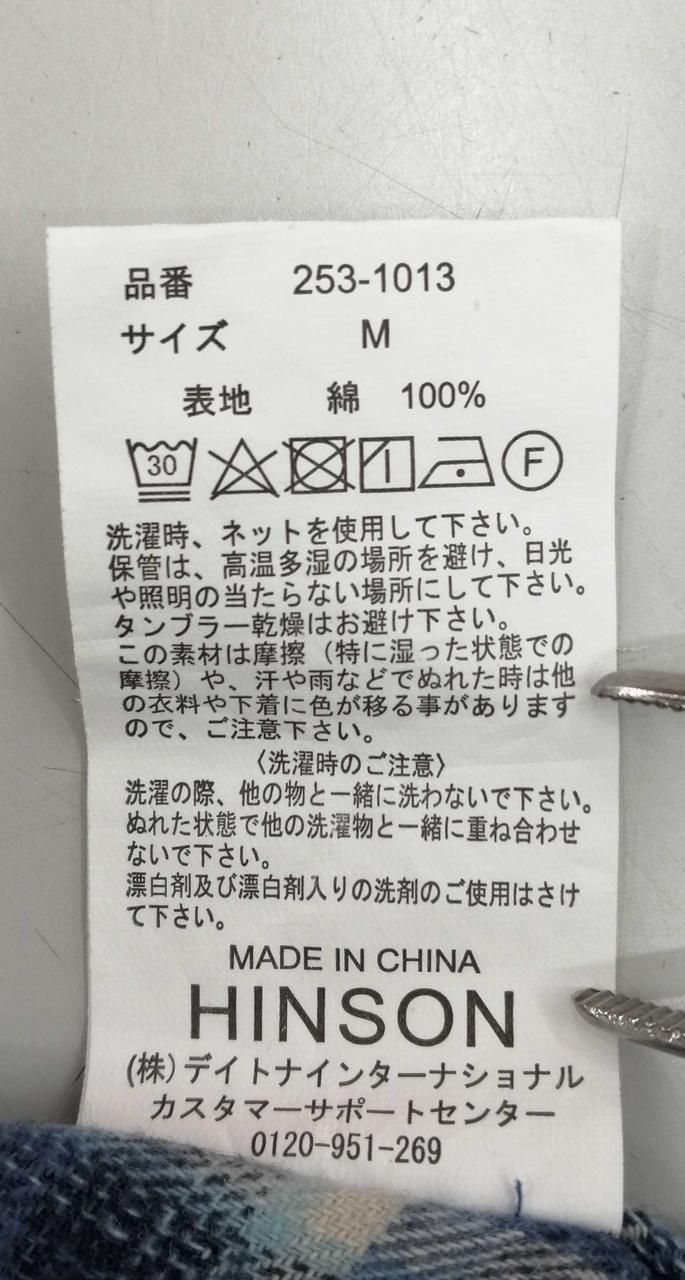 品番 253-1013
サイズ M
表地 綿 100%
30 F
洗濯時、ネットを使用して下さい。
保管は、高温多湿の場所を避け、日光
や照明の当たらない場所にして下さい。
タンブラー乾燥はお避け下さい。
この素材は摩擦（特に湿った状態での
摩擦）や、汗や雨などでぬれた時は他
の衣料や下着に色が移る事があります
ので、ご注意下さい。
〈洗濯時のご注意〉
洗濯の際、他の物と一緒に洗わないで下さい。
ぬれた状態で他の洗濯物と一緒に重ね合わせ
ないで下さい。
漂白剤及び漂白剤入りの洗剤のご使用はさけ
て下さい。
MADE IN CHINA
HINSON
(株)デイトナインターナショナル
カスタマーサポートセンター
0120-951-269